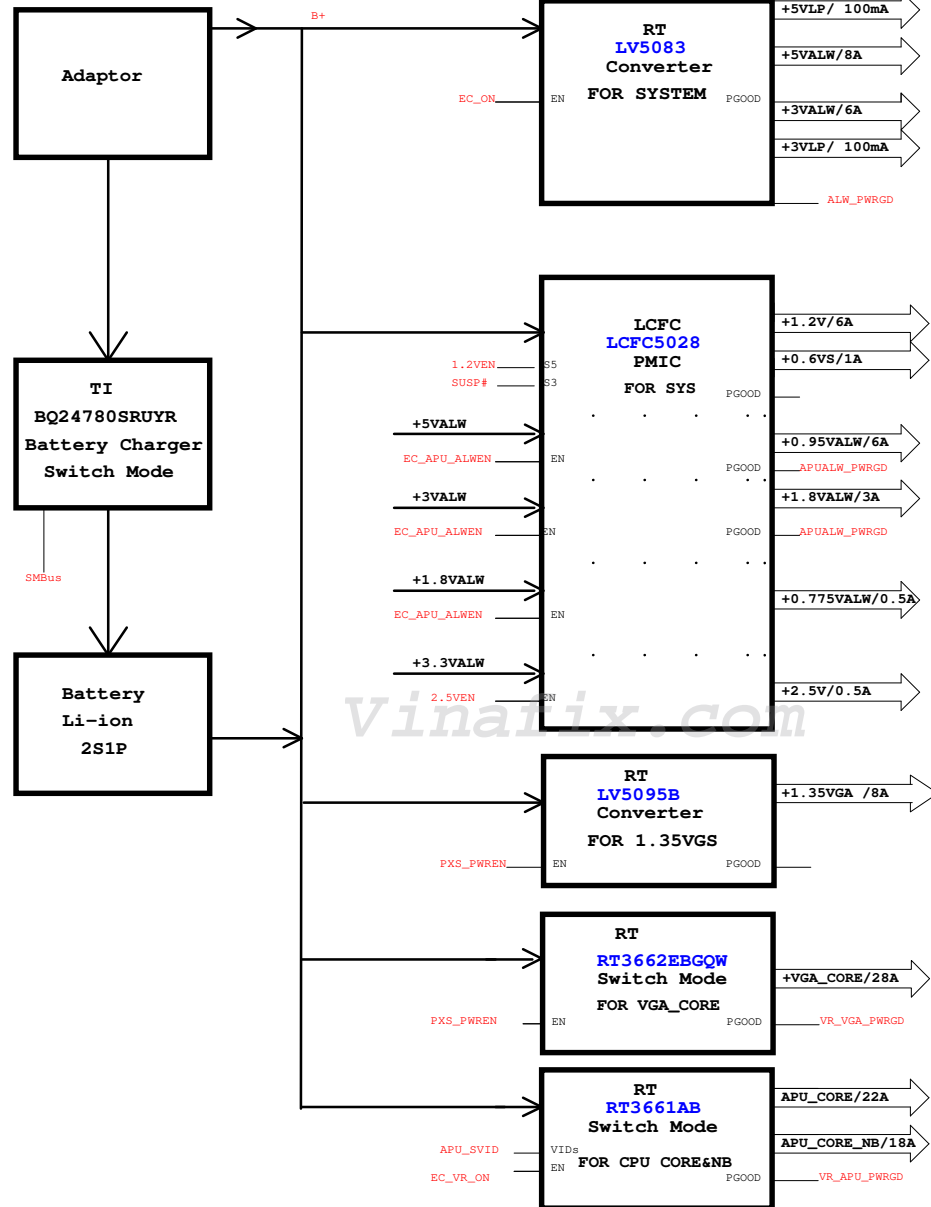 B+
Adaptor
TI
BQ24780SRUYR
Battery Charger
Switch Mode
SMBus
Battery
Li-ion
2S1P
RT
LV5083
Converter
FOR SYSTEM
EC_ON
EN
PGOOD
+5VLP/ 100mA
+5VALW/8A
+3VALW/6A
+3VLP/ 100mA
ALW_PWRGD
LCFC
LCFC5028
PMIC
FOR SYS
1.2VEN
S5
SUSP#
S3
PGOOD
+1.2V/6A
+0.6VS/1A
+5VALW
EC_APU_ALWEN
EN
PGOOD
+0.95VALW/6A
APUALW_PWRGD
+3VALW
EC_APU_ALWEN
EN
PGOOD
+1.8VALW/3A
APUALW_PWRGD
+1.8VALW
EC_APU_ALWEN
EN
+0.775VALW/0.5A
+3.3VALW
2.5VEN
EN
+2.5V/0.5A
Vinafix.com
RT
LV5095B
Converter
FOR 1.35VGS
PXS_PWREN
EN
PGOOD
+1.35VGA /8A
RT
RT3662EBGQW
Switch Mode
FOR VGA_CORE
PXS_PWREN
EN
PGOOD
+VGA_CORE/28A
VR_VGA_PWRGD
RT
RT3661AB
Switch Mode
FOR CPU CORE&NB
APU_SVID
VIDs
EC_VR_ON
EN
PGOOD
APU_CORE/22A
APU_CORE_NB/18A
VR_APU_PWRGD